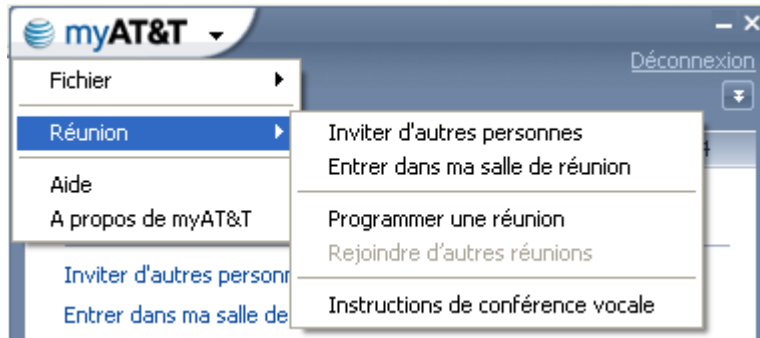 myAT&T
Déconnexion
Fichier
Réunion
Aide
A propos de myAT&T
Inviter d'autres personnes
Entrer dans ma salle de réunion
Programmer une réunion
Rejoindre d'autres réunions
Instructions de conférence vocale
Inviter d'autres
Entrer dans ma salle de